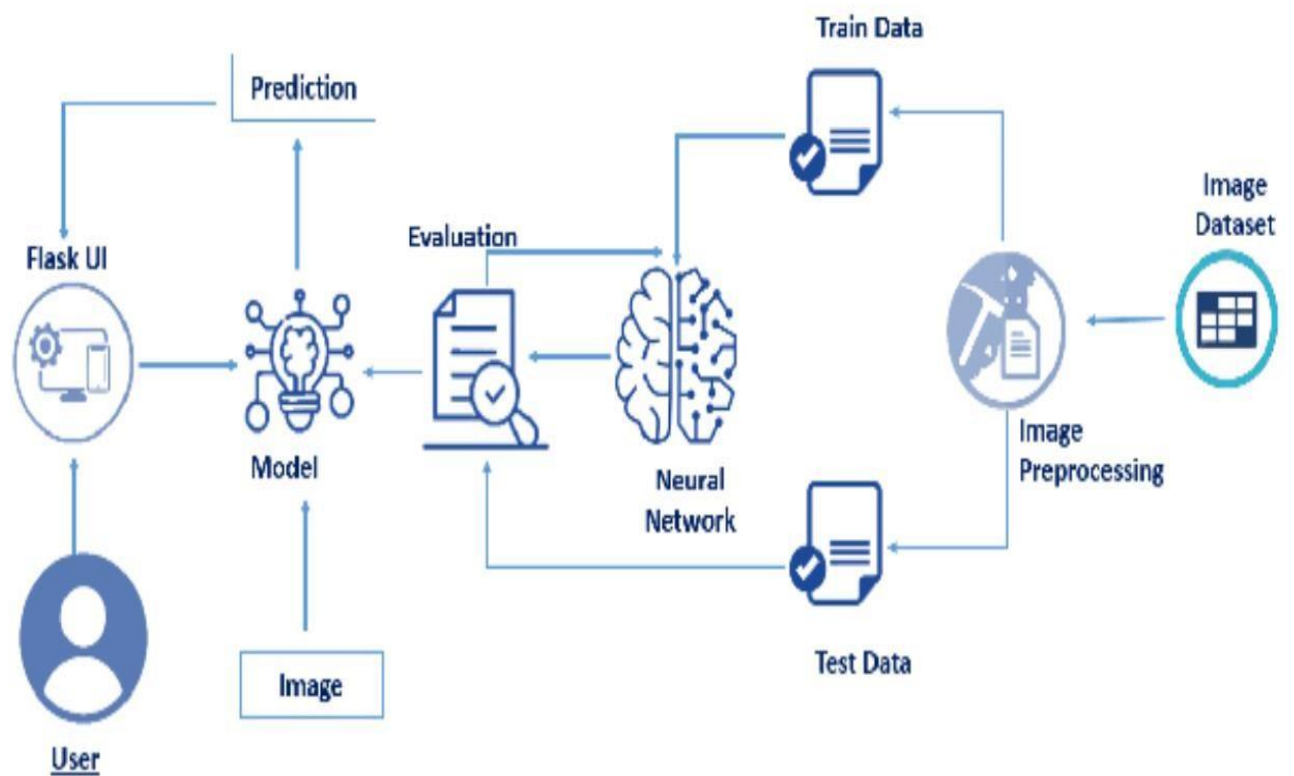 Train Data
Prediction
Image
Dataset
Evaluation
Flask UI
Image
Preprocessing
Model
Neural
Network
Test Data
Image
User